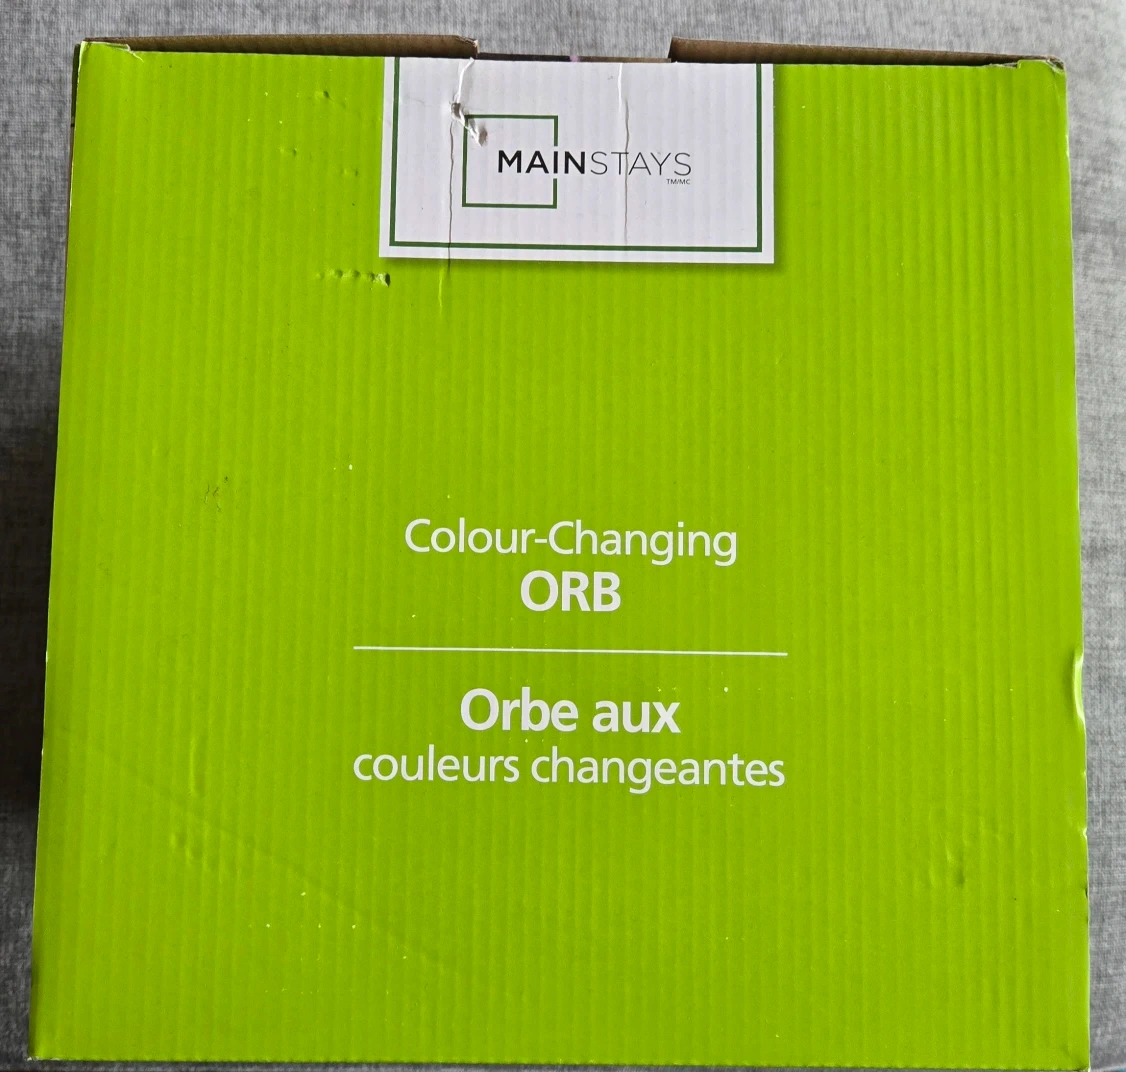 MAINSTAYS
TM/MC
Colour-Changing
ORB
Orbe aux
couleurs changeantes